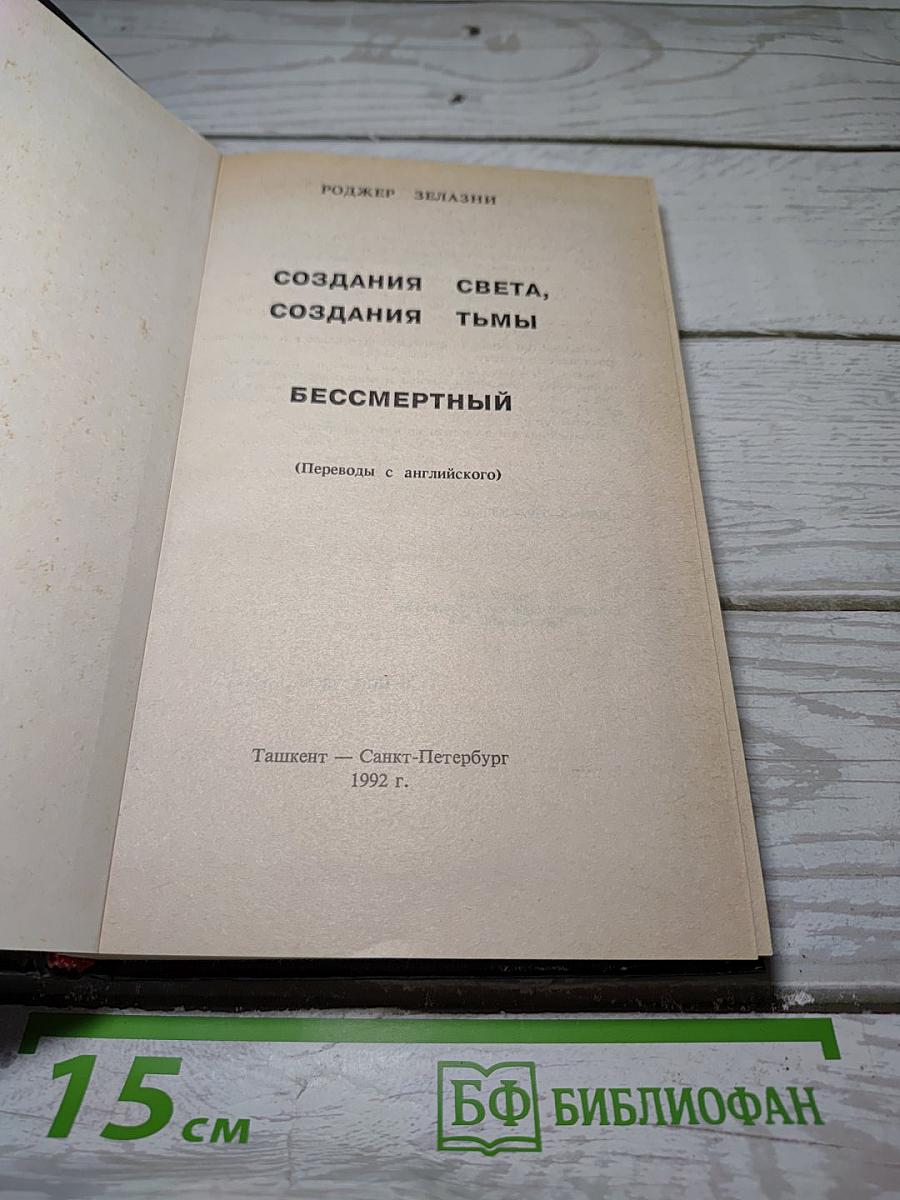 РОДЖЕР ЗЕЛАЗНИ
СОЗДАНИЯ СВЕТА,
СОЗДАНИЯ ТЬМЫ
БЕССМЕРТНЫЙ
(Переводы с английского)
Ташкент — Санкт-Петербург
1992 г.
15 см
БФ БИБЛИОФАН